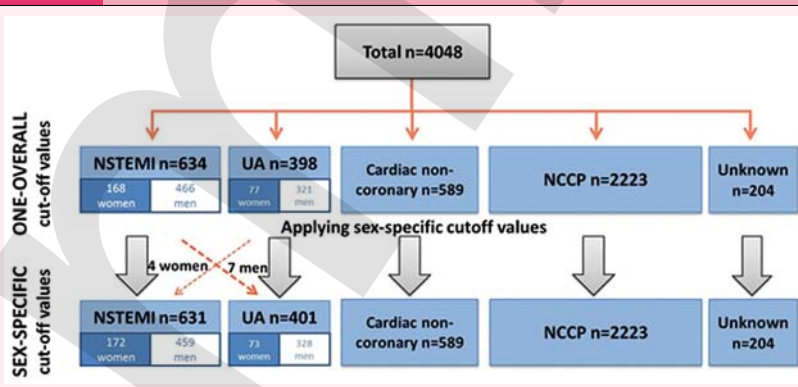 Total n=4048
ONE-OVERALL
cut-off values
NSTEMI n=634
168
women
466
men
UA n=398
77
women
321
men
Cardiac non-
coronary n=589
NCCP n=2223
Unknown
n=204
Applying sex-specific cutoff values
4 women
7 men
SEX-SPECIFIC
cut-off values
NSTEMI n=631
172
women
459
men
UA n=401
73
women
328
men
Cardiac non-
coronary n=589
NCCP n=2223
Unknown
n=204